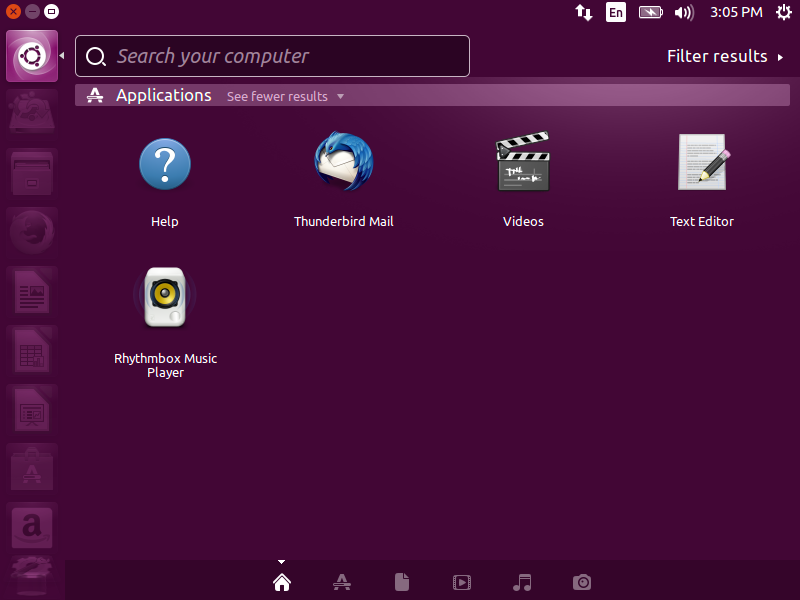 En
3:05 PM
Search your computer
Filter results
Applications
See fewer results
Help
Thunderbird Mail
Videos
Text Editor
Rhythmbox Music
Player